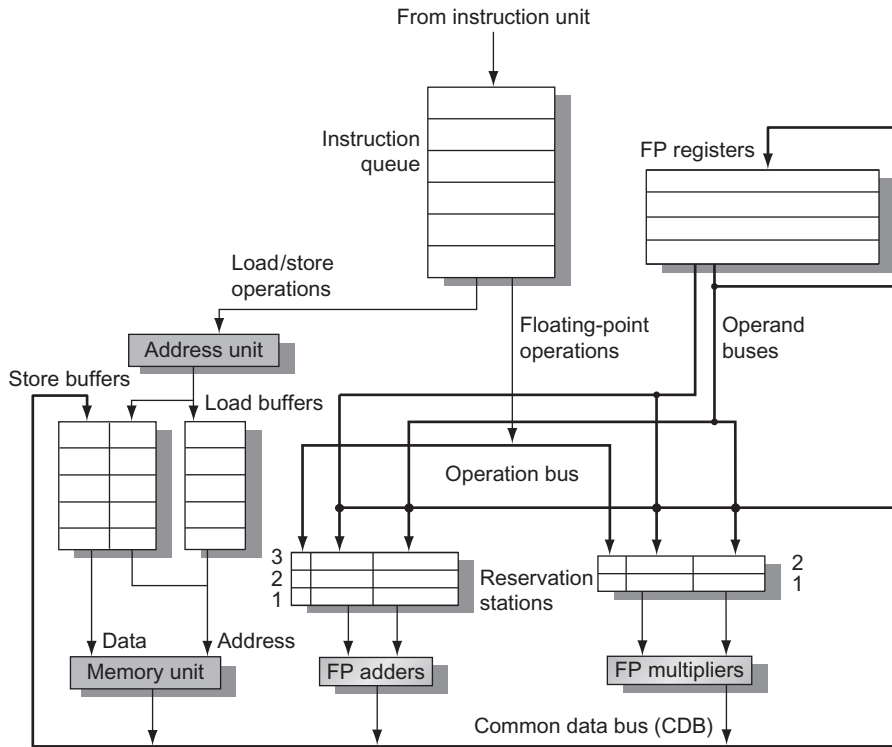 From instruction unit
Instruction
queue
FP registers
Load/store
operations
Floating-point
operations
Operand
buses
Address unit
Store buffers
Load buffers
Operation bus
3
2
1
Reservation
stations
2
1
Data
Address
Memory unit
FP adders
FP multipliers
Common data bus (CDB)